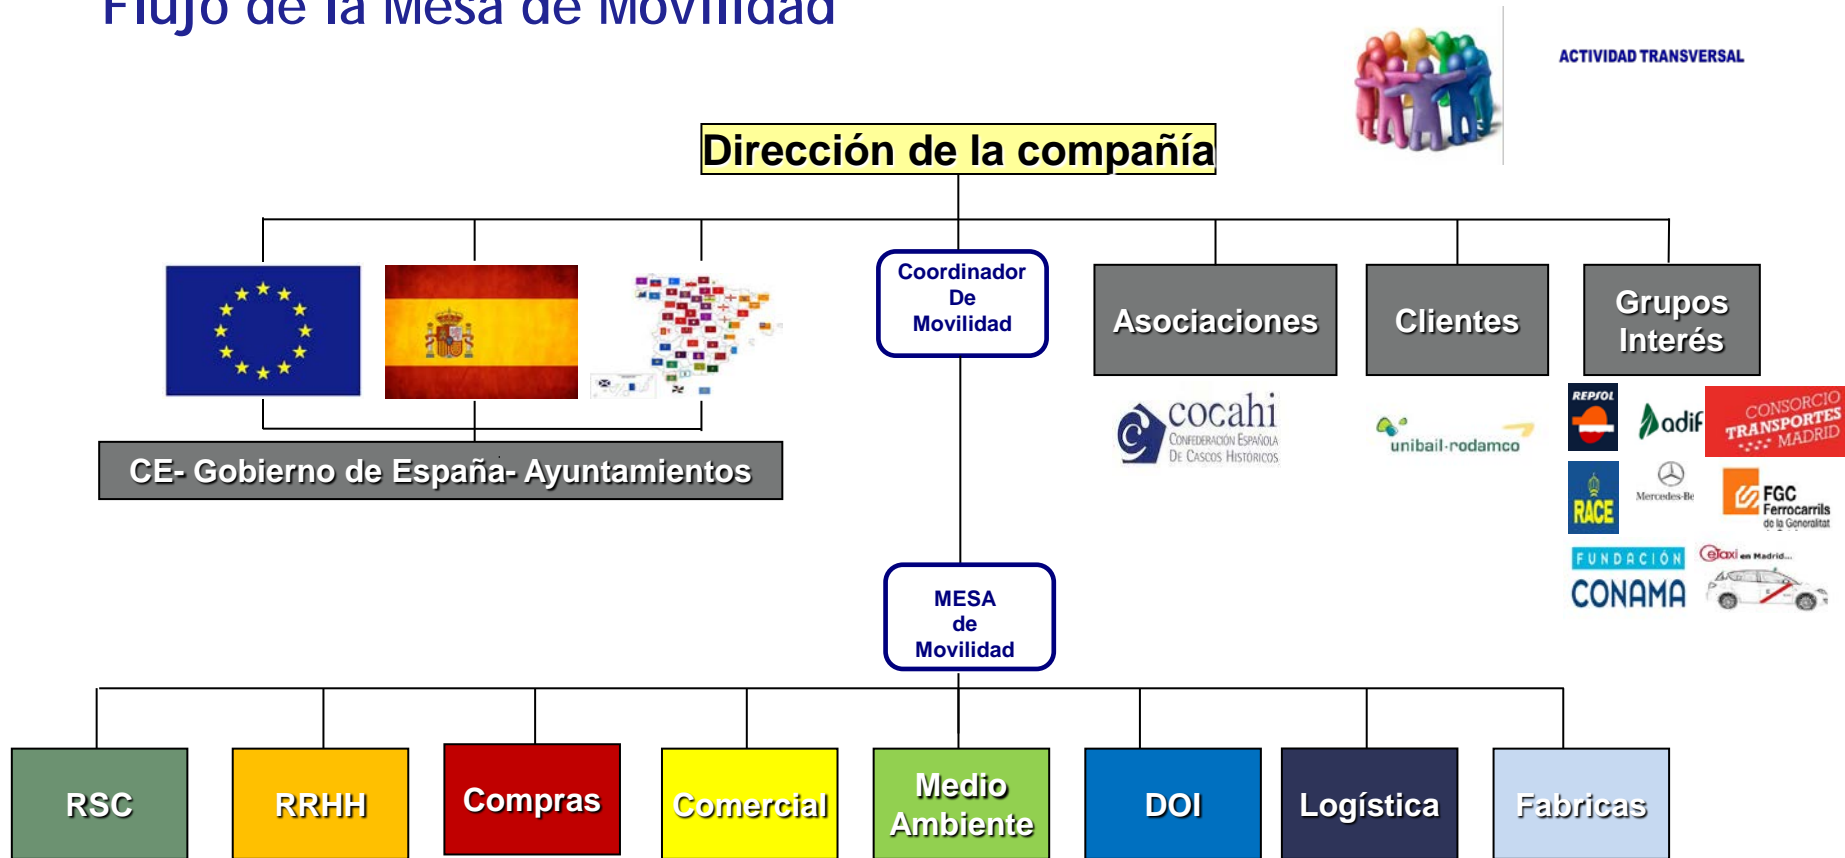 Flujo de la Mesa de Movilidad
ACTIVIDAD TRANSVERSAL
Dirección de la compañía
Coordinador
De
Movilidad
Asociaciones
Clientes
Grupos
Interés
CE- Gobierno de España- Ayuntamientos
cocahi
CONFEDERACIÓN ESPAÑOLA
DE CASCOS HISTÓRICOS
unibail·rodamco
REPSOL
adif
CONSORCIO
TRANSPORTES
MADRID
RACE
Mercedes-Be
FGC
Ferrocarrils
de la Generalitat
FUNDACIÓN
CONAMA
eTaxi en Madrid...
MESA
de
Movilidad
RSC
RRHH
Compras
Comercial
Medio
Ambiente
DOI
Logística
Fabricas